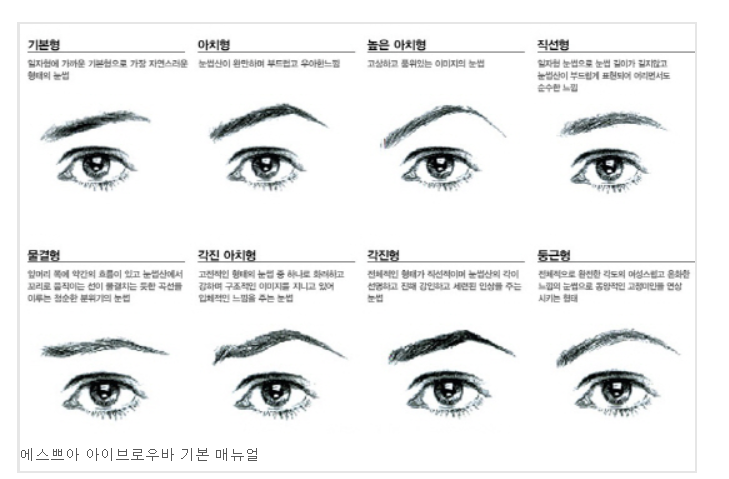 기본형
일자형에 가까운 기본형으로 가장 자연스러운
형태의 눈썹
아치형
눈썹산이 완만하며 부드럽고 우아한느낌
높은 아치형
고상하고 품위있는 이미지의 눈썹
직선형
일자형 눈썹으로 눈썹 길이가 길지않고
눈썹산이 부드럽게 표현되어 어리면서도
순수한 느낌
물결형
앞머리 쪽에 약간의 흐름이 있고 눈썹산에서
꼬리로 움직이는 선이 물결치는 듯한 곡선을
이루는 청순한 분위기의 눈썹
각진 아치형
고전적인 형태의 눈썹 중 하나로 화려하고
강하며 구조적인 이미지를 지니고 있어
입체적인 느낌을 주는 눈썹
각진형
전체적인 형태가 직선적이며 눈썹산의 각이
선명하고 진해 강인하고 세련된 인상을 주는
눈썹
둥근형
전체적으로 완전한 각도의 여성스럽고 온화한
느낌의 눈썹으로 동양적인 고정미인을 연상
시키는 형태
에스쁘아 아이브로우바 기본 매뉴얼